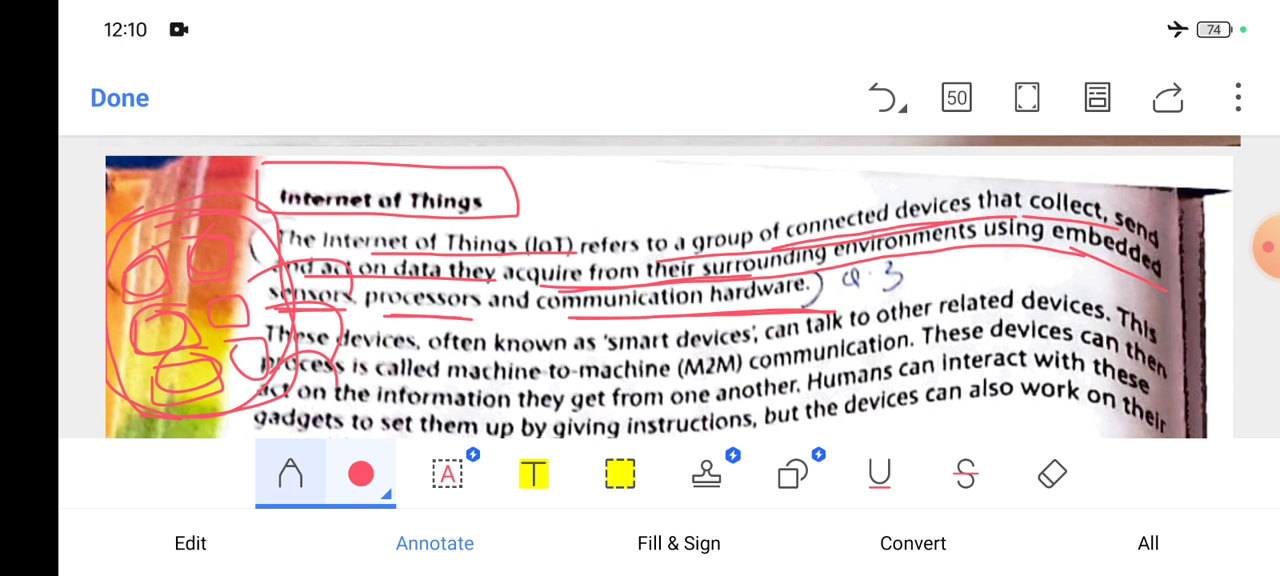 12:10
74
Done
50
Internet of Things
The Internet of Things (IoT) refers to a group of connected devices that collect, send
and act on data they acquire from their surrounding environments using embedded
sensors, processors and communication hardware.) Q.3
These devices, often known as 'smart devices', can talk to other related devices. This
process is called machine-to-machine (M2M) communication. These devices can then
act on the information they get from one another. Humans can interact with these
gadgets to set them up by giving instructions, but the devices can also work on their
A
T
U
S
Edit
Annotate
Fill & Sign
Convert
All